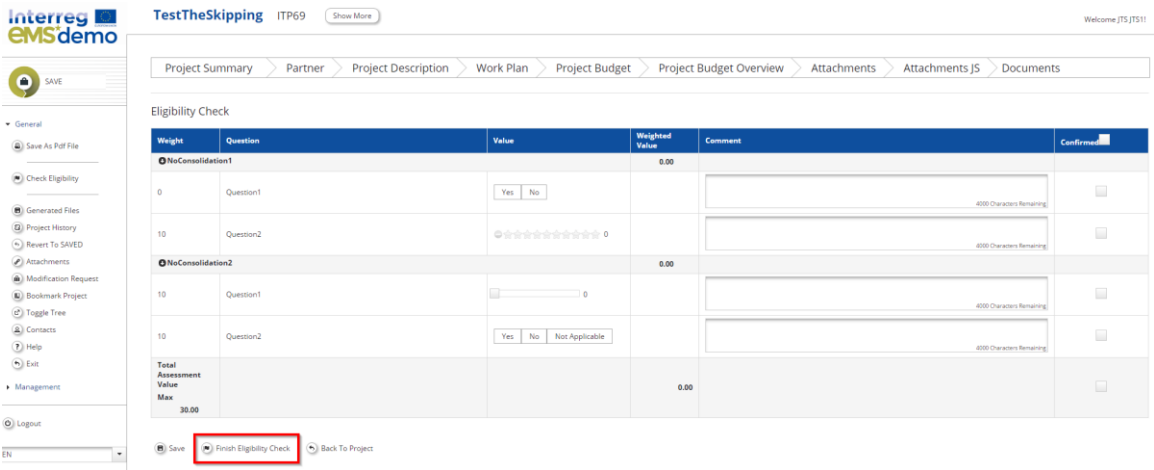 Interreg
eMS*demo
TestTheSkipping ITP69 Show More
Welcome JTS JTS1!
SAVE
General
Save As Pdf File
Check Eligibility
Generated Files
Project History
Revert To SAVED
Attachments
Modification Request
Bookmark Project
Toggle Tree
Contacts
Help
Exit
Management
Logout
EN
Project Summary Partner Project Description Work Plan Project Budget Project Budget Overview Attachments Attachments JS Documents
Eligibility Check
Weight Question Value Weighted Value Comment Confirmed
NoConsolidation1 0.00
0 Question1 Yes No
4000 Characters Remaining
10 Question2 0
4000 Characters Remaining
NoConsolidation2 0.00
10 Question1 0
4000 Characters Remaining
10 Question2 Yes No Not Applicable
4000 Characters Remaining
Total
Assessment
Value 0.00
Max
30.00
Save Finish Eligibility Check Back To Project